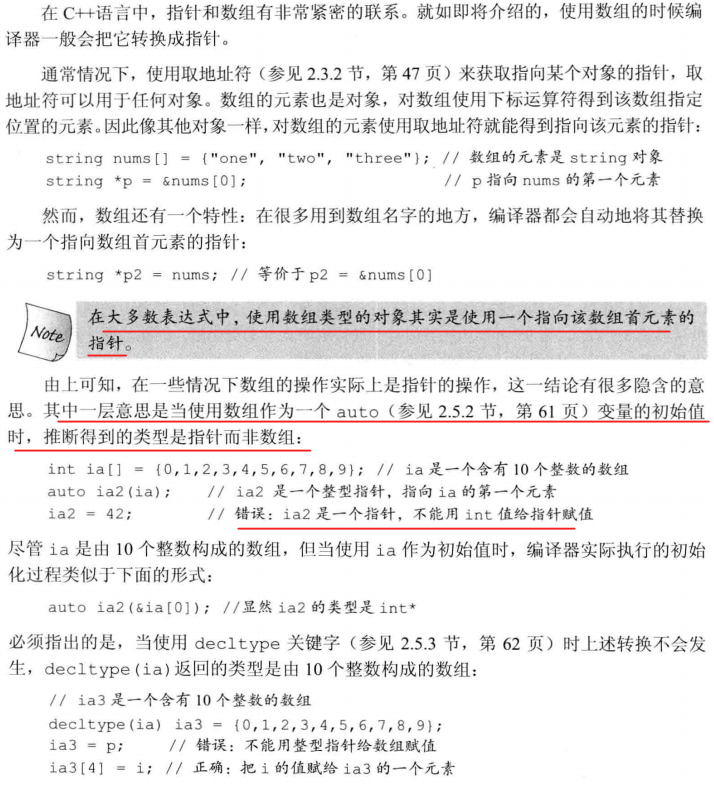 在 C++语言中，指针和数组有非常紧密的联系。就如即将介绍的，使用数组的时候编
译器一般会把它转换成指针。
通常情况下，使用取地址符（参见 2.3.2 节，第 47 页）来获取指向某个对象的指针，取
地址符可以用于任何对象。数组的元素也是对象，对数组使用下标运算符得到该数组指定
位置的元素。因此像其他对象一样，对数组的元素使用取地址符就能得到指向该元素的指针：
string nums[] = {"one", "two", "three"}; // 数组的元素是 string 对象
string *p = &nums[0]; // p 指向 nums 的第一个元素
然而，数组还有一个特性：在很多用到数组名字的地方，编译器都会自动地将其替换
为一个指向数组首元素的指针：
string *p2 = nums; // 等价于 p2 = &nums[0]
Note
在大多数表达式中，使用数组类型的对象其实是使用一个指向该数组首元素的
指针。
由上可知，在一些情况下数组的操作实际上是指针的操作，这一结论有很多隐含的意
思。其中一层意思是当使用数组作为一个 auto（参见 2.5.2 节，第 61 页）变量的初始值
时，推断得到的类型是指针而非数组：
int ia[] = {0,1,2,3,4,5,6,7,8,9}; // ia 是一个含有 10 个整数的数组
auto ia2(ia); // ia2 是一个整型指针，指向 ia 的第一个元素
ia2 = 42; // 错误：ia2 是一个指针，不能用 int 值给指针赋值
尽管 ia 是由 10 个整数构成的数组，但当使用 ia 作为初始值时，编译器实际执行的初始
化过程类似于下面的形式：
auto ia2(&ia[0]); //显然 ia2 的类型是 int*
必须指出的是，当使用 decltype 关键字（参见 2.5.3 节，第 62 页）时上述转换不会发
生，decltype(ia)返回的类型是由 10 个整数构成的数组：
// ia3 是一个含有 10 个整数的数组
decltype(ia) ia3 = {0,1,2,3,4,5,6,7,8,9};
ia3 = p; // 错误：不能用整型指针给数组赋值
ia3[4] = i; // 正确：把 i 的值赋给 ia3 的一个元素